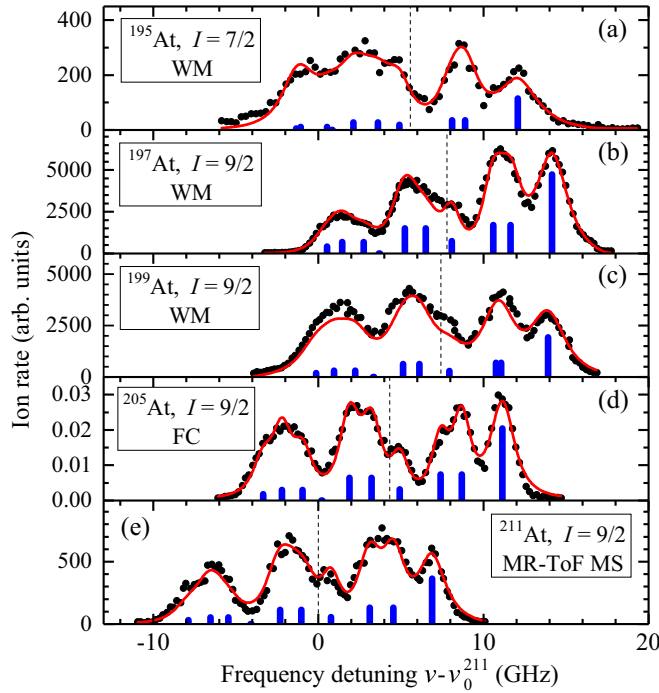 400
200
0
¹⁹⁵At, I = 7/2
WM
(a)
5000
2500
0
¹⁹⁷At, I = 9/2
WM
(b)
5000
2500
0
¹⁹⁹At, I = 9/2
WM
(c)
0.03
0.02
0.01
0.00
²⁰⁵At, I = 9/2
FC
(d)
500
0
(e)
²¹¹At, I = 9/2
MR-ToF MS
Ion rate (arb. units)
-10 0 10 20
Frequency detuning ν-ν₀²¹¹ (GHz)